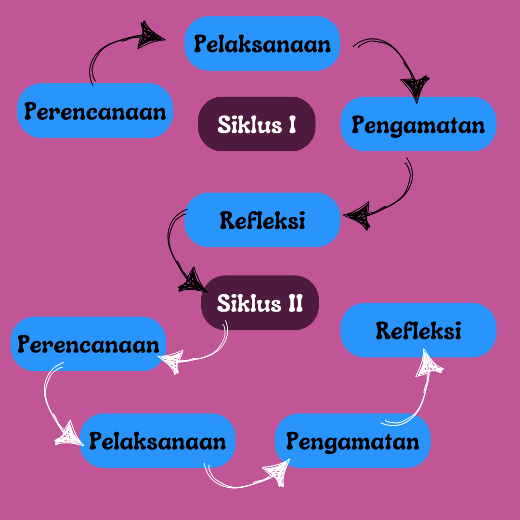 Pelaksanaan
Perencanaan
Siklus I
Pengamatan
Refleksi
Siklus II
Perencanaan
Refleksi
Pelaksanaan
Pengamatan